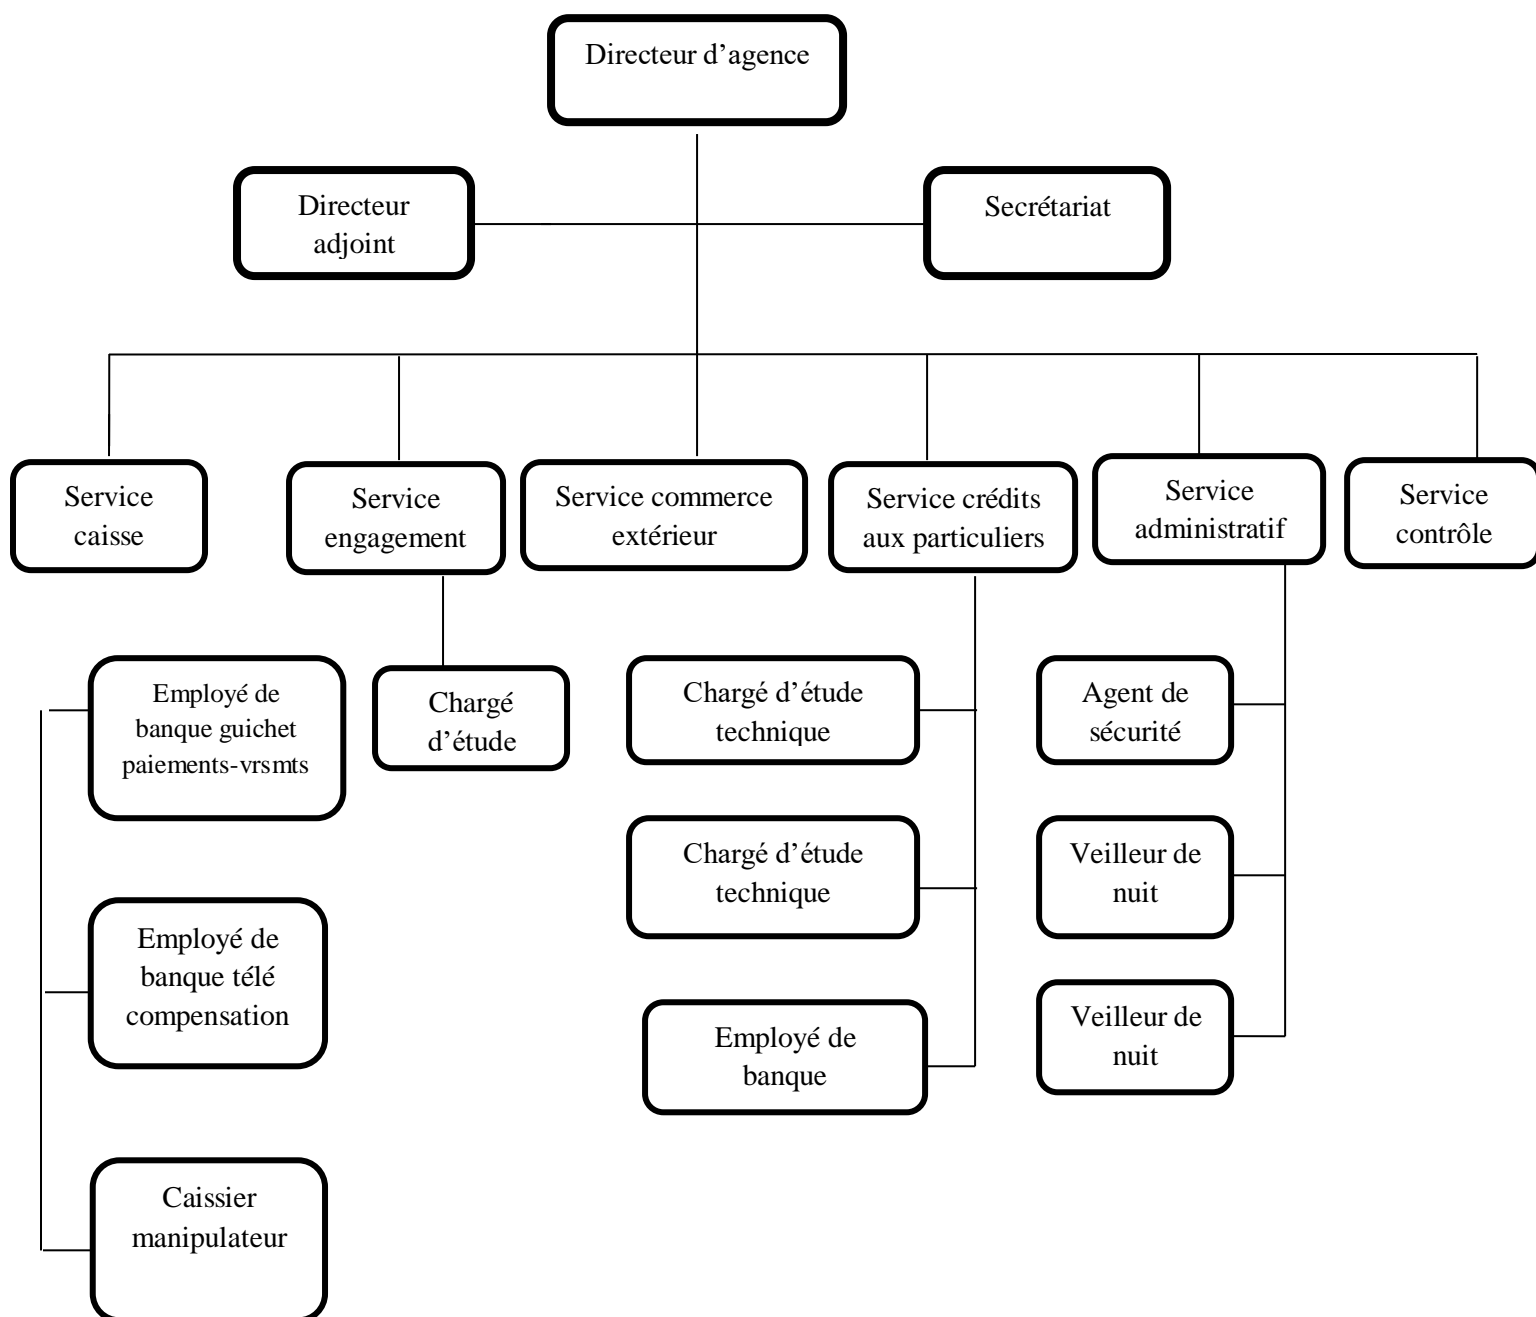 Directeur d’agence
Directeur
adjoint
Secrétariat
Service
caisse
Service
engagement
Service commerce
extérieur
Service crédits
aux particuliers
Service
administratif
Service
contrôle
Employé de
banque guichet
paiements-vrsmts
Chargé
d’étude
Chargé d’étude
technique
Agent de
sécurité
Chargé d’étude
technique
Veilleur de
nuit
Employé de
banque télé
compensation
Employé de
banque
Veilleur de
nuit
Caissier
manipulateur